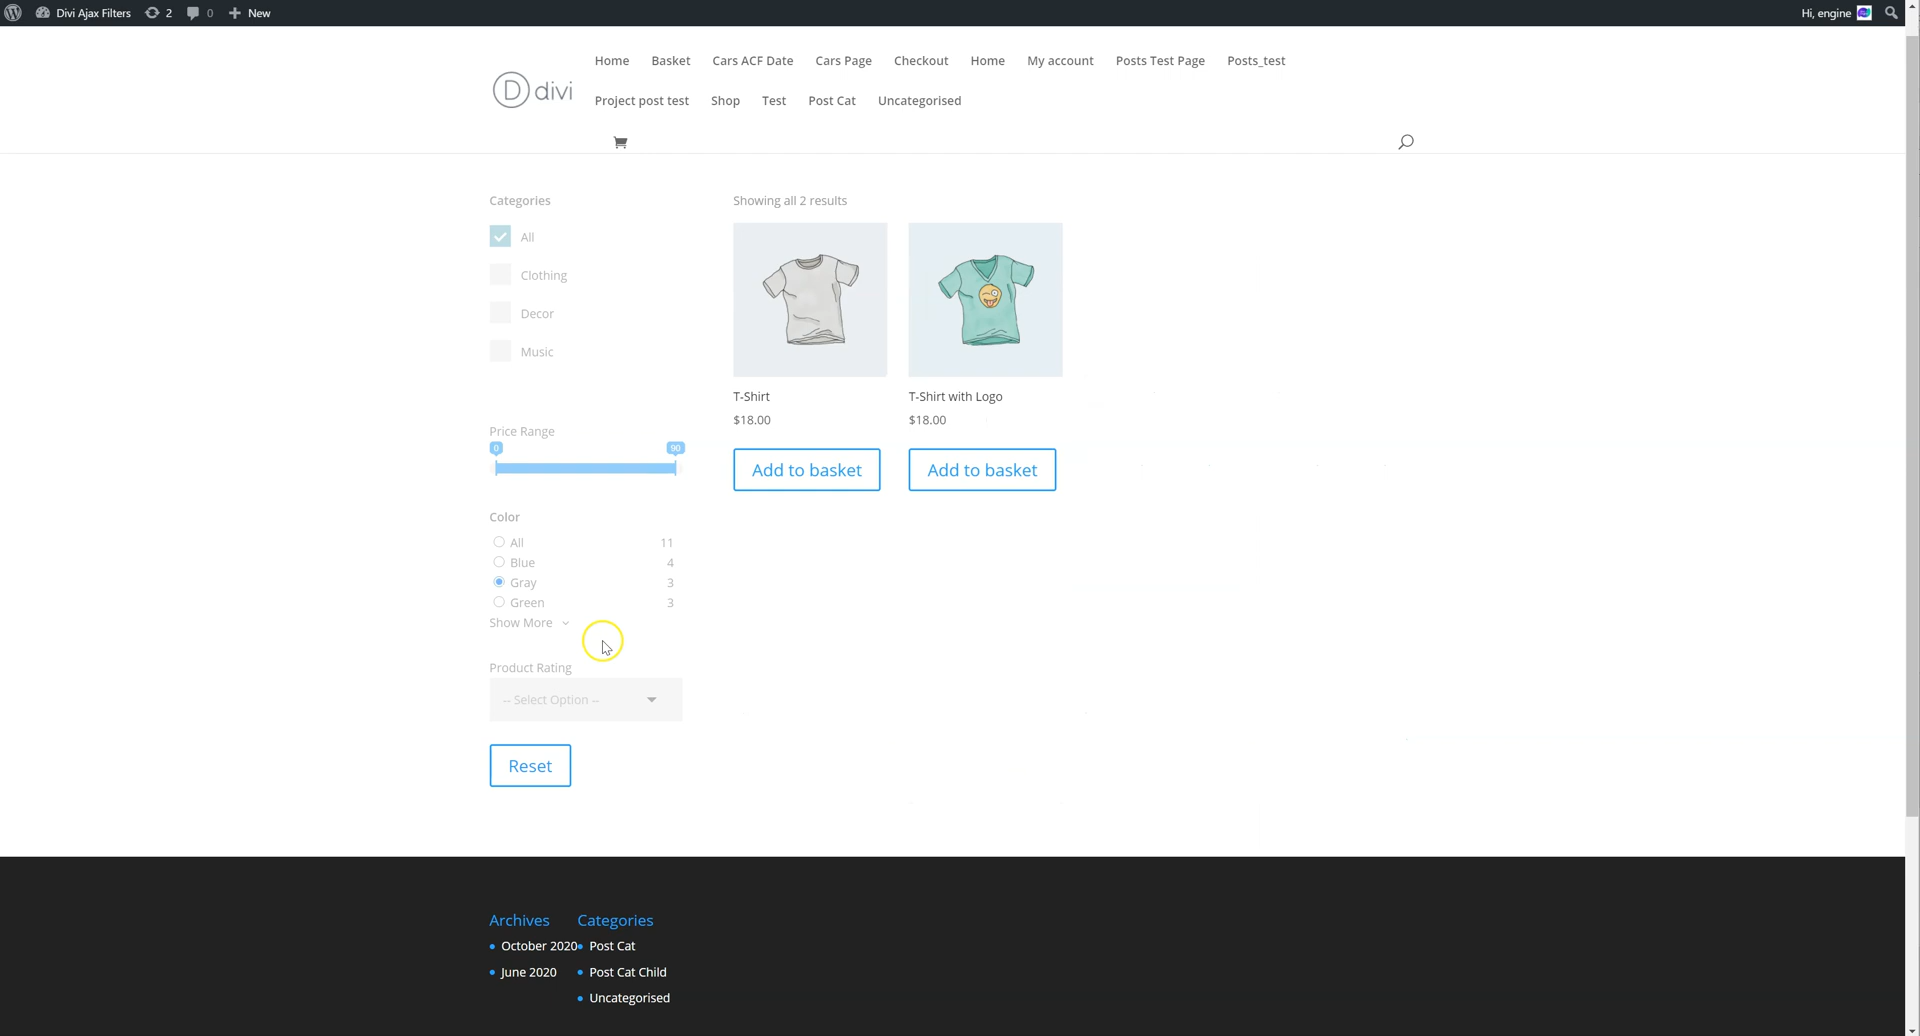 Divi Ajax Filters 2 0 New Hi, engine
Home Basket Cars ACF Date Cars Page Checkout Home My account Posts Test Page Posts_test
D divi
Project post test Shop Test Post Cat Uncategorised
Categories
All
Clothing
Decor
Music
Price Range
0 90
Color
All 11
Blue 4
Gray 3
Green 3
Show More
Product Rating
-- Select Option --
Reset
Showing all 2 results
T-Shirt
$18.00
Add to basket
T-Shirt with Logo
$18.00
Add to basket
Archives
October 2020
June 2020
Categories
Post Cat
Post Cat Child
Uncategorised